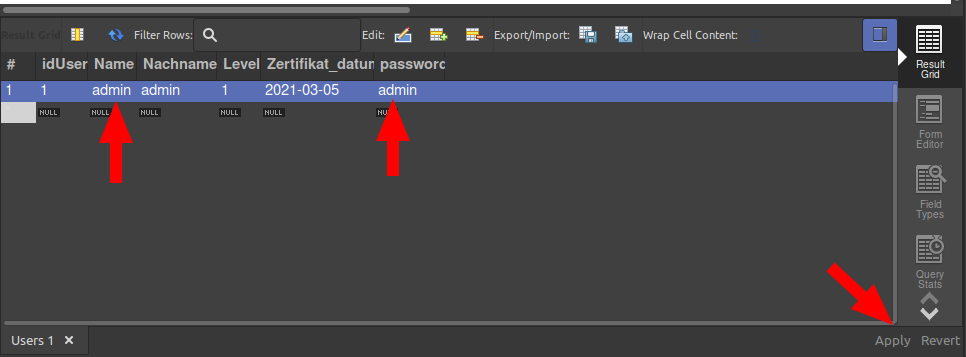 Result Grid Filter Rows: Edit: Export/Import: Wrap Cell Content:
# idUser Name Nachname Level Zertifikat_datun password
1 1 admin admin 1 2021-03-05 admin
NULL NULL NULL NULL NULL NULL
Result
Grid
Form
Editor
Field
Types
Query
Stats
Users 1 Apply Revert